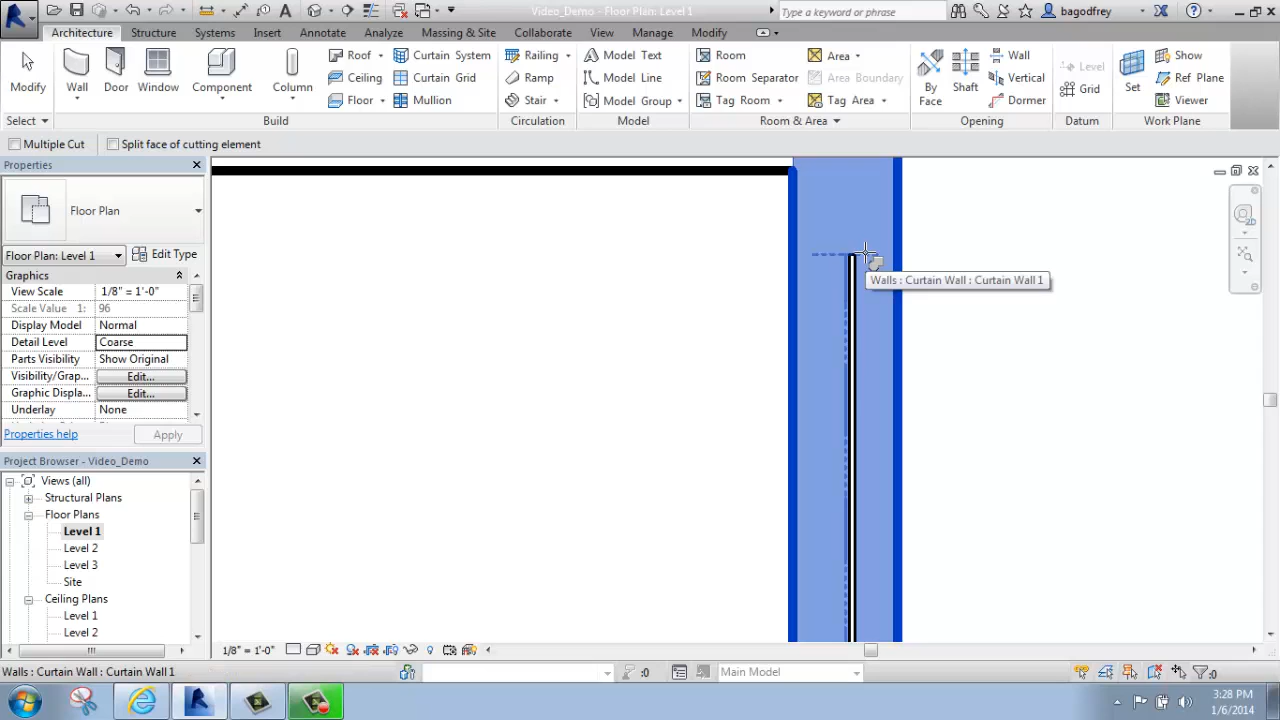 Video_Demo - Floor Plan: Level 1
Type a keyword or phrase
bagodfrey
Architecture Structure Systems Insert Annotate Analyze Massing & Site Collaborate View Manage Modify
Modify
Select
Wall
Door
Window
Component
Column
Roof
Ceiling
Floor
Curtain System
Curtain Grid
Mullion
Build
Railing
Ramp
Stair
Circulation
Model Text
Model Line
Model Group
Model
Room
Room Separator
Tag Room
Area
Area Boundary
Tag Area
Room & Area
By Face
Shaft
Wall
Vertical
Dormer
Opening
Level
Grid
Datum
Set
Show
Ref Plane
Viewer
Work Plane
Multiple Cut
Split face of cutting element
Properties
Floor Plan
Floor Plan: Level 1 Edit Type
Graphics
View Scale 1/8" = 1'-0"
Scale Value 1: 96
Display Model Normal
Detail Level Coarse
Parts Visibility Show Original
Visibility/Grap... Edit...
Graphic Displa... Edit...
Underlay None
Properties help Apply
Project Browser - Video_Demo
Views (all)
Structural Plans
Floor Plans
Level 1
Level 2
Level 3
Site
Ceiling Plans
Level 1
Level 2
2D
Walls : Curtain Wall : Curtain Wall 1
1/8" = 1'-0"
Walls : Curtain Wall : Curtain Wall 1
:0
Main Model
:0
3:28 PM
1/6/2014